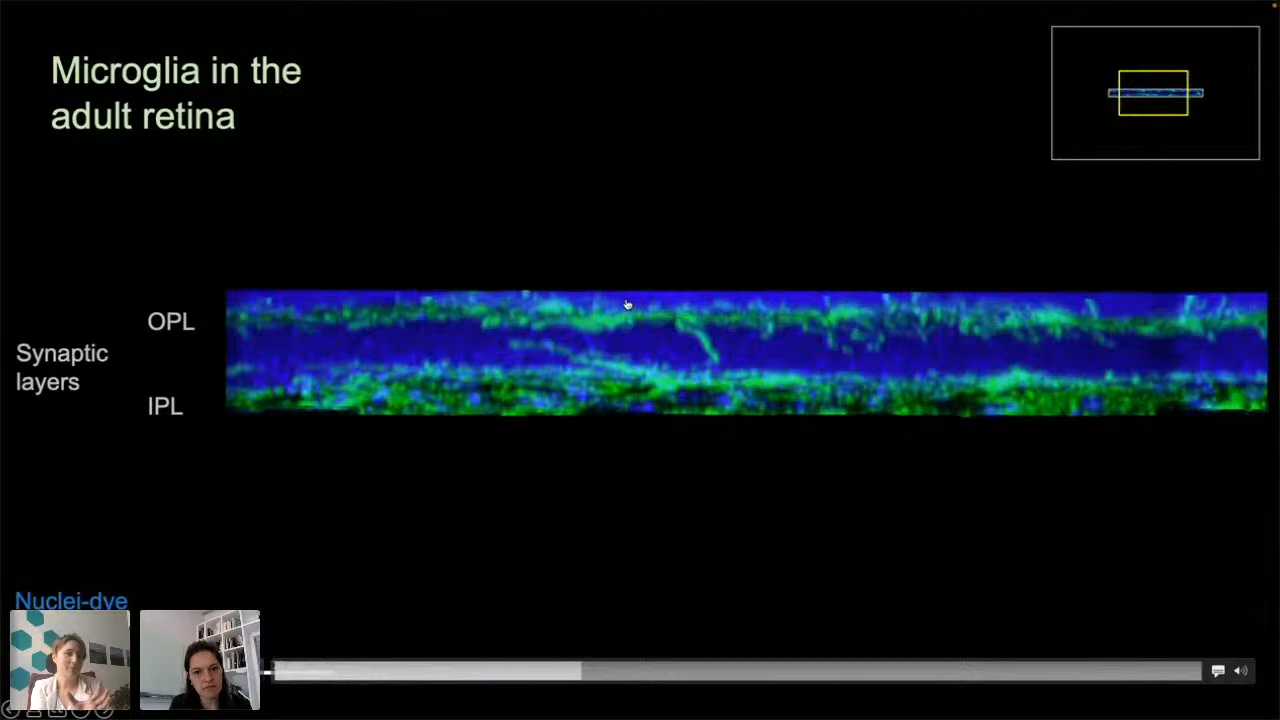 Microglia in the
adult retina
OPL
Synaptic
layers
IPL
Nuclei-dye